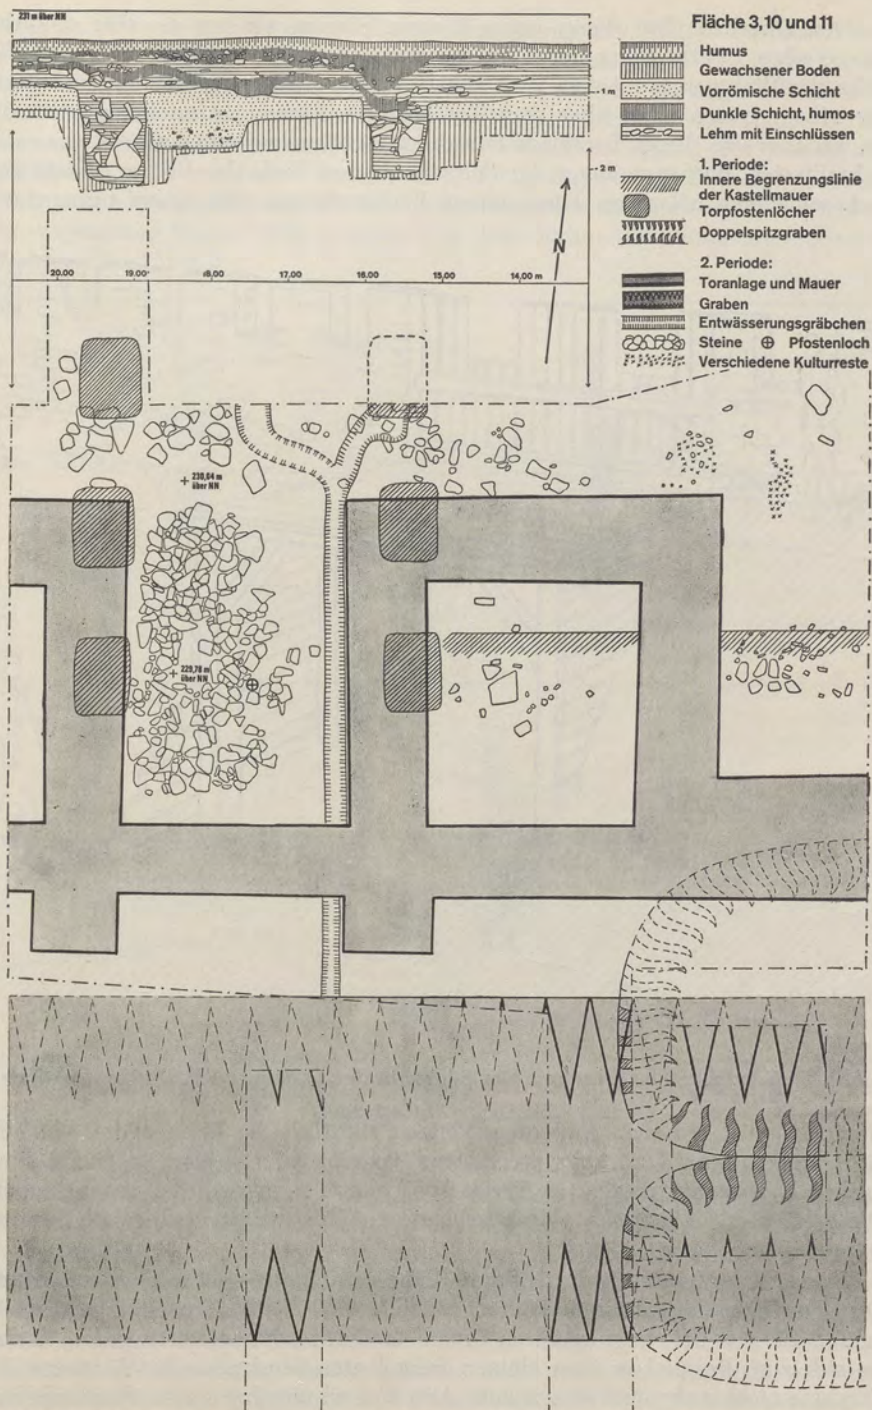 231 m über NN
Fläche 3,10 und 11
Humus
Gewachsener Boden
Vorrömische Schicht
Dunkle Schicht, humos
Lehm mit Einschlüssen
1. Periode:
Innere Begrenzungslinie
der Kastellmauer
Torpfostenlöcher
Doppelspitzgraben
2. Periode:
Toranlage und Mauer
Graben
Entwässerungsgräbchen
Steine ⊕ Pfostenloch
Verschiedene Kulturreste
-1 m
-2 m
N
20,00 19,00 18,00 17,00 16,00 15,00 14,00 m
230,04 m
über NN
229,78 m
über NN